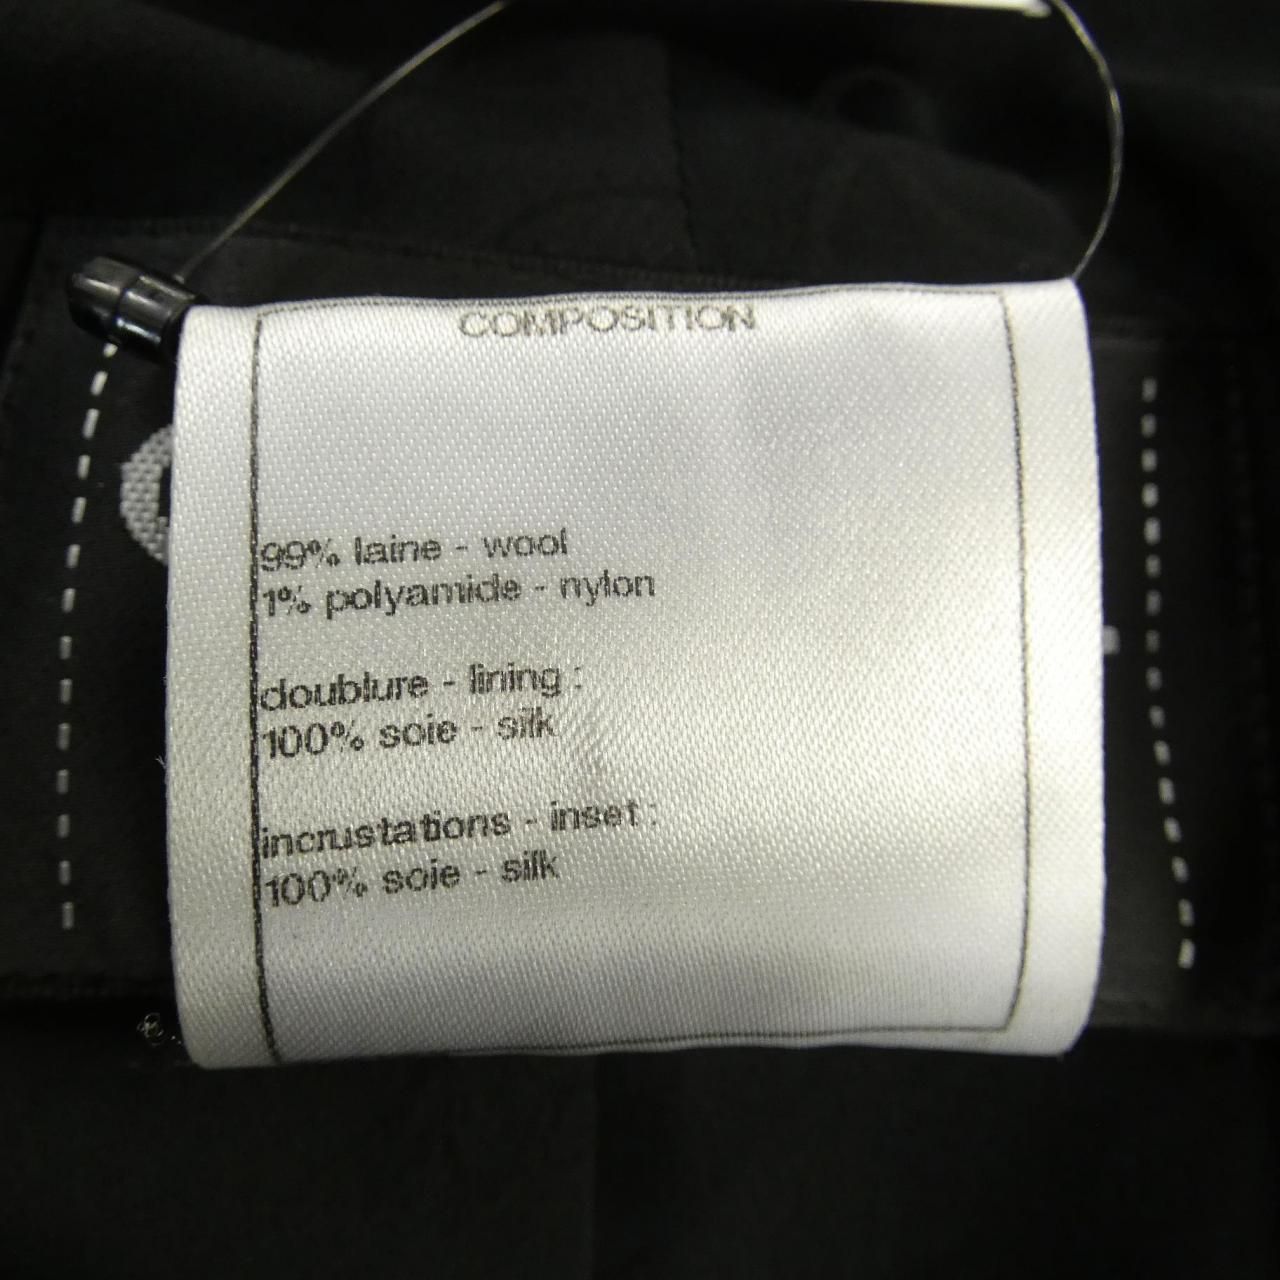 COMPOSITION
99% laine - wool
1% polyamide - nylon
doublure - lining :
100% soie - silk
incrustations - inset :
100% soie - silk